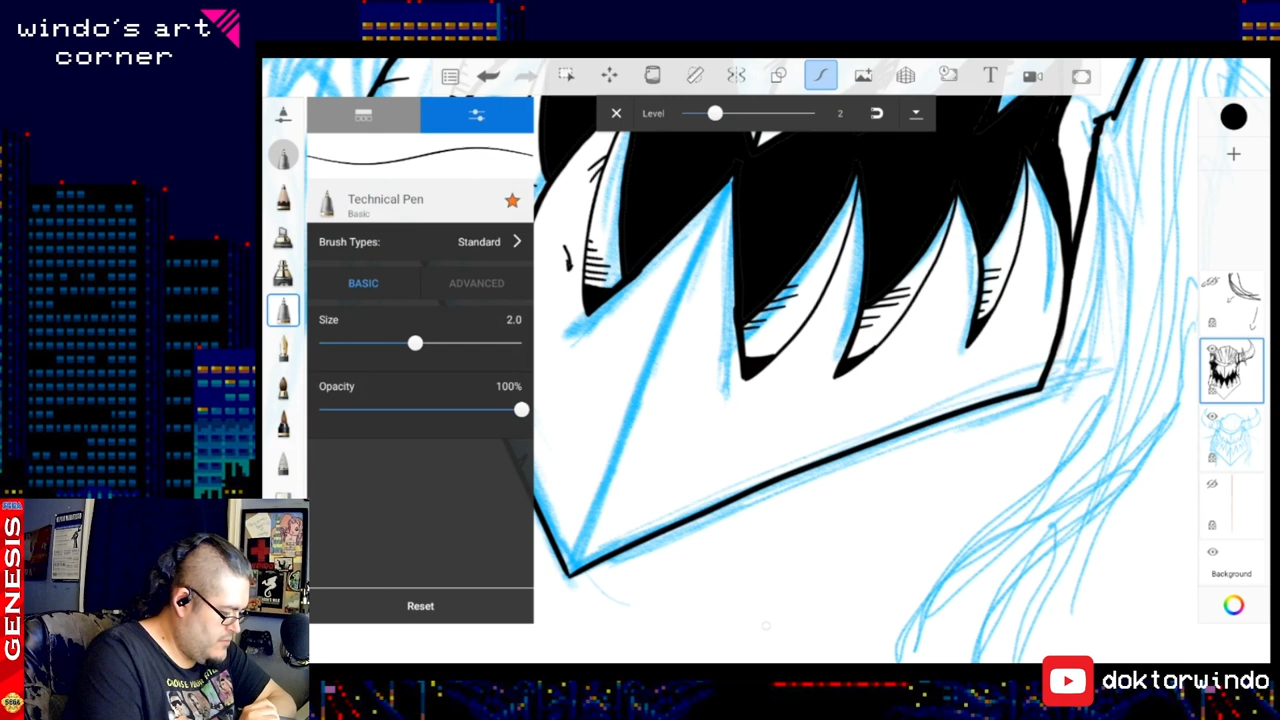 windo's art
corner
Level
2
T
Technical Pen
Basic
Brush Types:
Standard
BASIC
ADVANCED
Size
2.0
Opacity
100%
Reset
Background
SEGA
GENESIS
doktorwindo